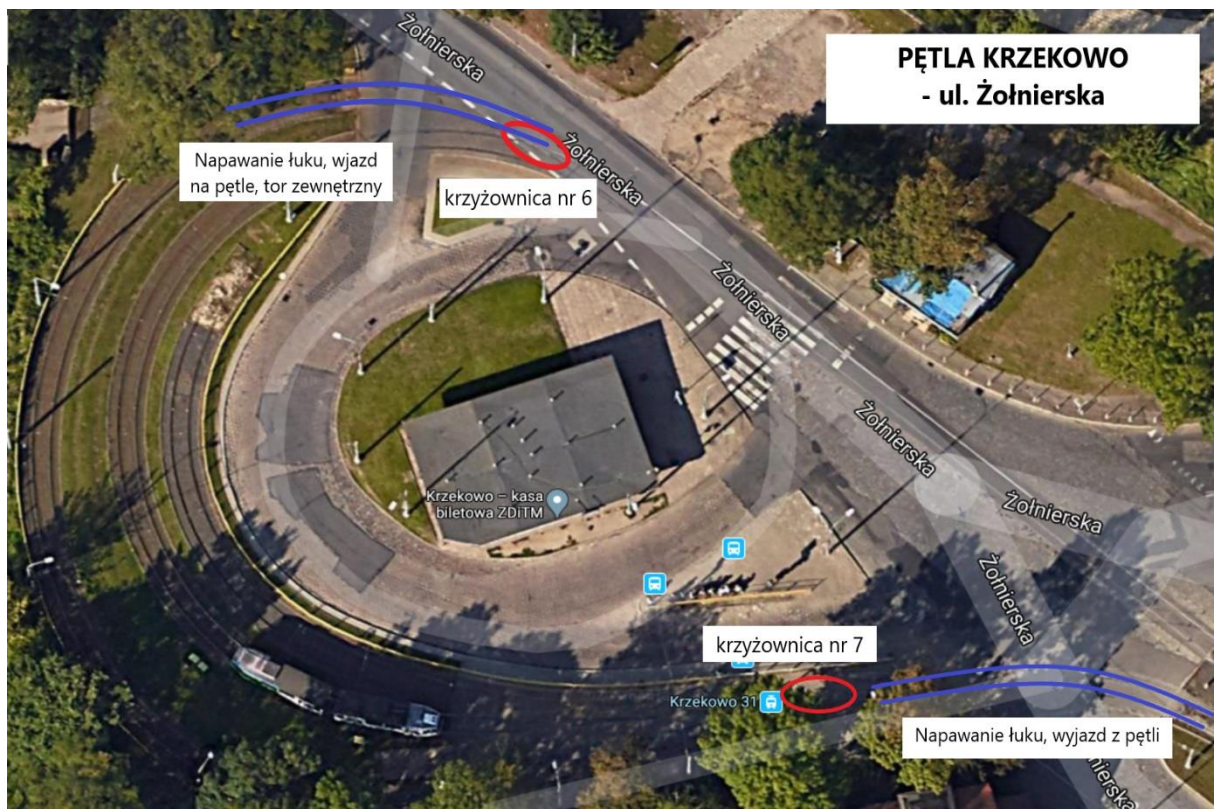 Żołnierska
PĘTLA KRZEKOWO
- ul. Żołnierska
Napawanie łuku, wjazd
na pętle, tor zewnętrzny
krzyżownica nr 6
Żołnierska
Żołnierska
Żołnierska
Żołnierska
Krzekowo – kasa
biletowa ZDiTM
Żołnierska
krzyżownica nr 7
Krzekowo 31
Napawanie łuku, wyjazd z pętli